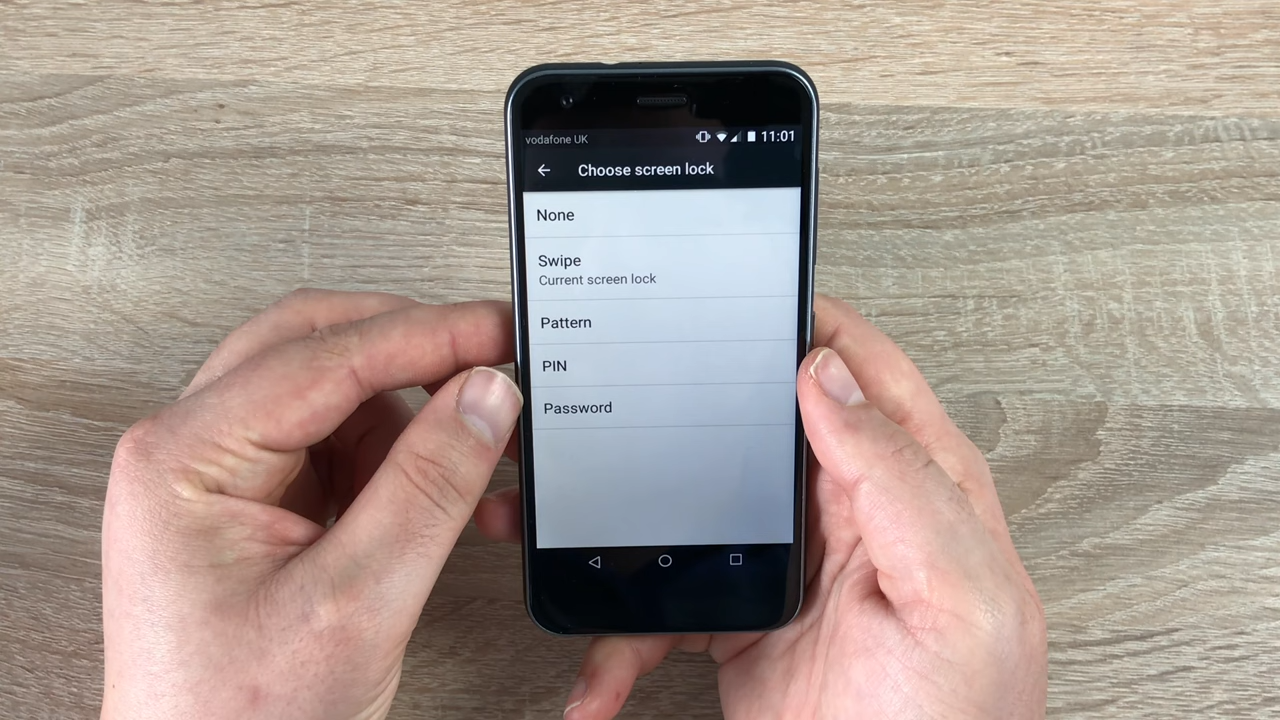 vodafone UK 11:01
Choose screen lock
None
Swipe
Current screen lock
Pattern
PIN
Password